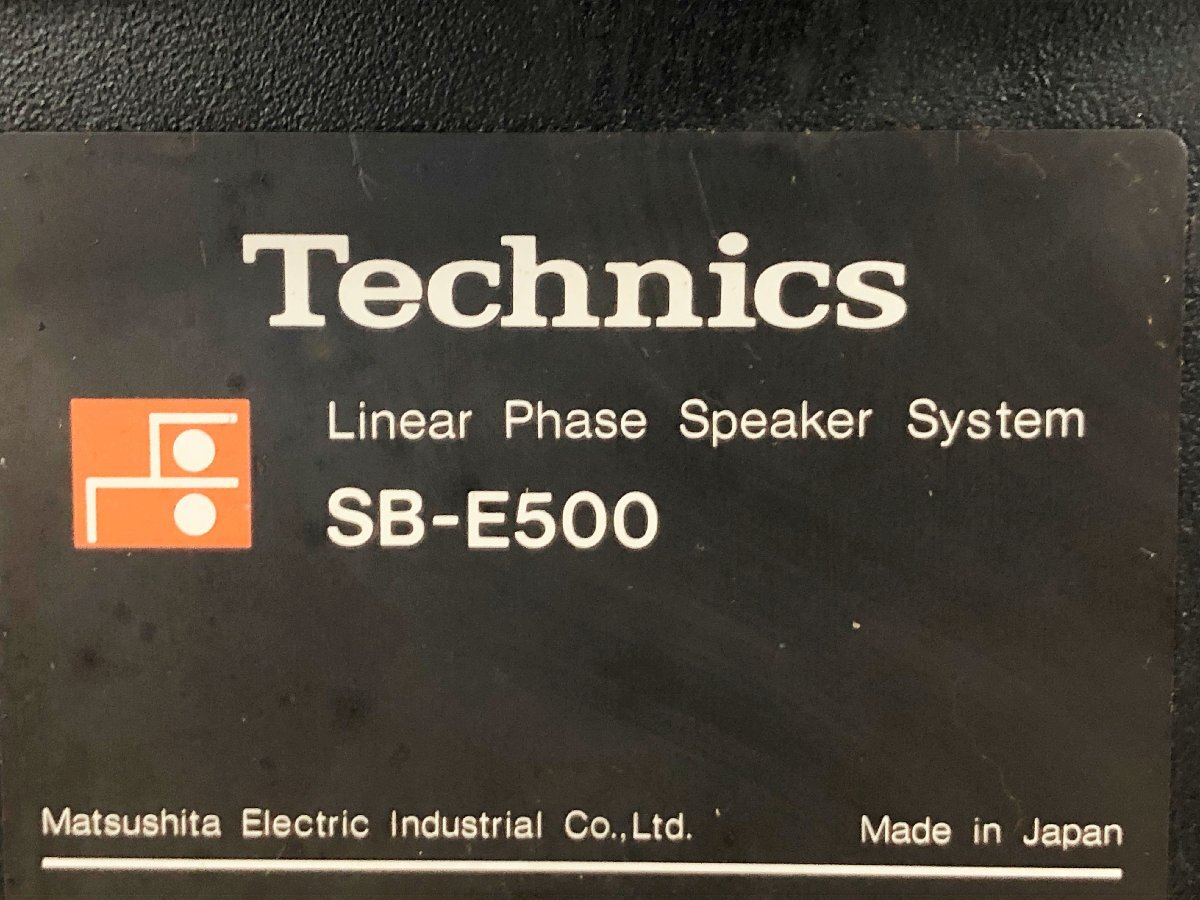 Technics
Linear Phase Speaker System
SB-E500
Matsushita Electric Industrial Co.,Ltd. Made in Japan